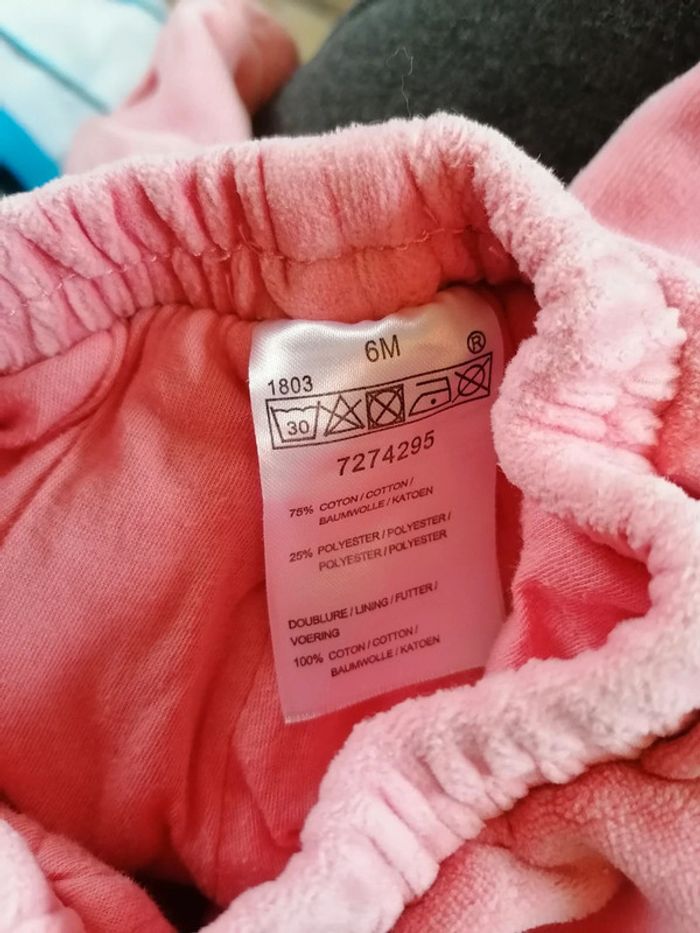 6M ®
1803
30
7274295
75% COTON / COTTON /
BAUMWOLLE / KATOEN
25% POLYESTER / POLYESTER /
POLYESTER / POLYESTER
DOUBLURE / LINING / FUTTER /
VOERING
100% COTON / COTTON /
BAUMWOLLE / KATOEN